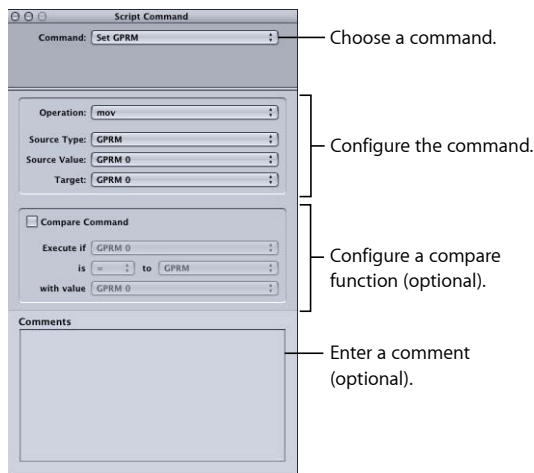 Script Command
Command: Set GPRM
Choose a command.
Operation: mov
Source Type: GPRM
Source Value: GPRM 0
Target: GPRM 0
Configure the command.
Compare Command
Execute if GPRM 0
is = to GPRM
with value GPRM 0
Configure a compare
function (optional).
Comments
Enter a comment
(optional).